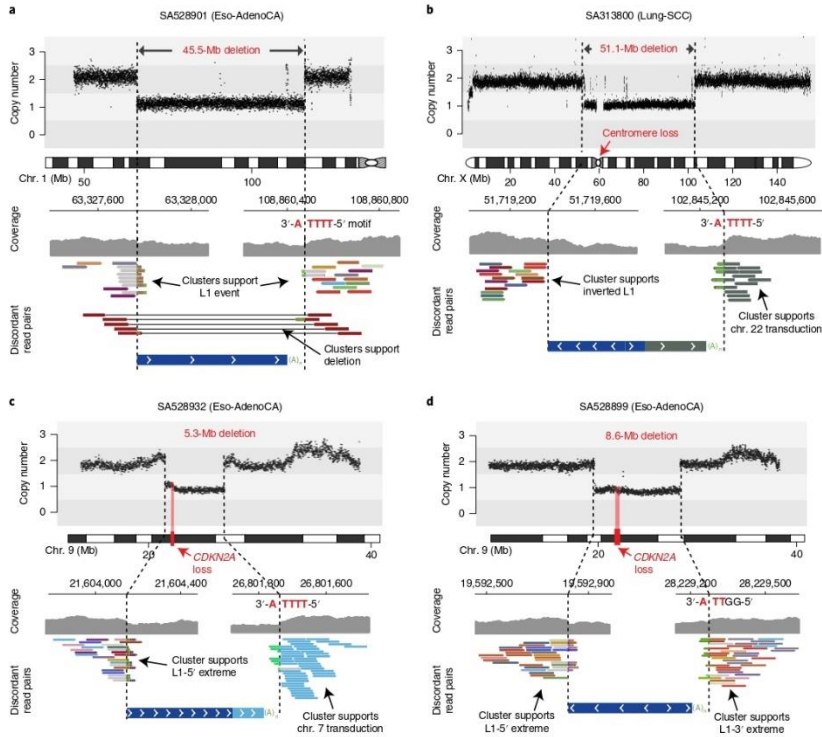 a
SA528901 (Eso-AdenoCA)
45.5-Mb deletion
Copy number
3
2
1
0
Chr. 1 (Mb)
50
100
63,327,600
63,328,000
108,860,400
108,860,800
3′-A TTTT-5′ motif
Coverage
Discordant
read pairs
Clusters support
L1 event
Clusters support
deletion
(A)n
b
SA313800 (Lung-SCC)
51.1-Mb deletion
Copy number
3
2
1
0
Centromere loss
Chr. X (Mb)
20
40
60
80
100
120
140
51,719,200
51,719,600
102,845,200
102,845,600
3′-A TTTT-5′
Coverage
Discordant
read pairs
Cluster supports
inverted L1
Cluster supports
chr. 22 transduction
(A)n
c
SA528932 (Eso-AdenoCA)
5.3-Mb deletion
Copy number
3
2
1
0
Chr. 9 (Mb)
20
40
CDKN2A
loss
21,604,000
21,604,400
26,801,300
26,801,600
3′-A TTTT-5′
Coverage
Discordant
read pairs
Cluster supports
L1-5′ extreme
Cluster supports
chr. 7 transduction
(A)n
d
SA528899 (Eso-AdenoCA)
8.6-Mb deletion
Copy number
3
2
1
0
Chr. 9 (Mb)
20
40
CDKN2A
loss
19,592,500
19,592,900
28,229,100
28,229,500
3′-A TTGG-5′
Coverage
Discordant
read pairs
Cluster supports
L1-5′ extreme
Cluster supports
L1-3′ extreme
(A)n